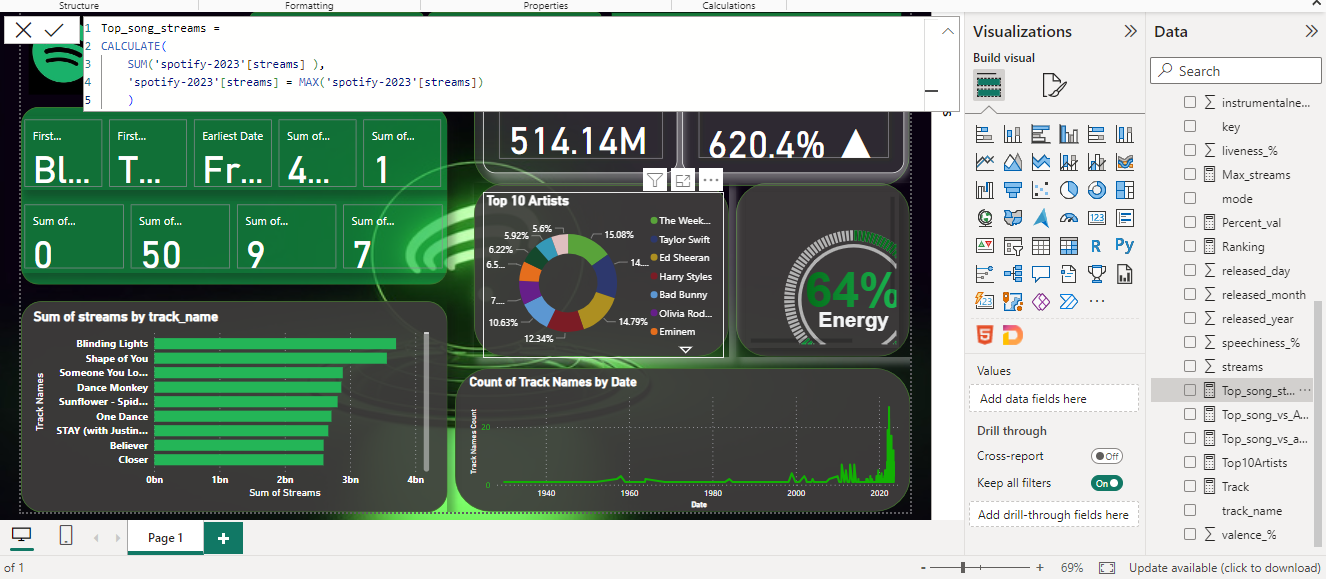 Structure
Formatting
Properties
Calculations
1 Top_song_streams =
2 CALCULATE(
3 SUM('spotify-2023'[streams] ),
4 'spotify-2023'[streams] = MAX('spotify-2023'[streams])
5 )
First...
Bl...
First...
T...
Earliest Date
Fr...
Sum of...
4...
Sum of...
1
Sum of...
0
Sum of...
50
Sum of...
9
Sum of...
7
514.14M
620.4%
Top 10 Artists
5.6%
5.92%
6.22%
6.5...
7....
10.63%
12.34%
14.79%
14...
15.08%
The Week...
Taylor Swift
Ed Sheeran
Harry Styles
Bad Bunny
Olivia Rod...
Eminem
64%
Energy
Sum of streams by track_name
Track Names
Blinding Lights
Shape of You
Someone You Lo...
Dance Monkey
Sunflower - Spid...
One Dance
STAY (with Justin...
Believer
Closer
0bn 1bn 2bn 3bn 4bn
Sum of Streams
Count of Track Names by Date
Track Names Count
20
0
1940 1960 1980 2000 2020
Date
Page 1
of 1
Visualizations
Build visual
123
R
Py
123
Values
Add data fields here
Drill through
Cross-report
Off
Keep all filters
On
Add drill-through fields here
Data
Search
instrumentalne...
key
liveness_%
Max_streams
mode
Percent_val
Ranking
released_day
released_month
released_year
speechiness_%
streams
Top_song_st...
Top_song_vs_A...
Top_song_vs_a...
Top10Artists
Track
track_name
valence_%
- + 69%
Update available (click to download)